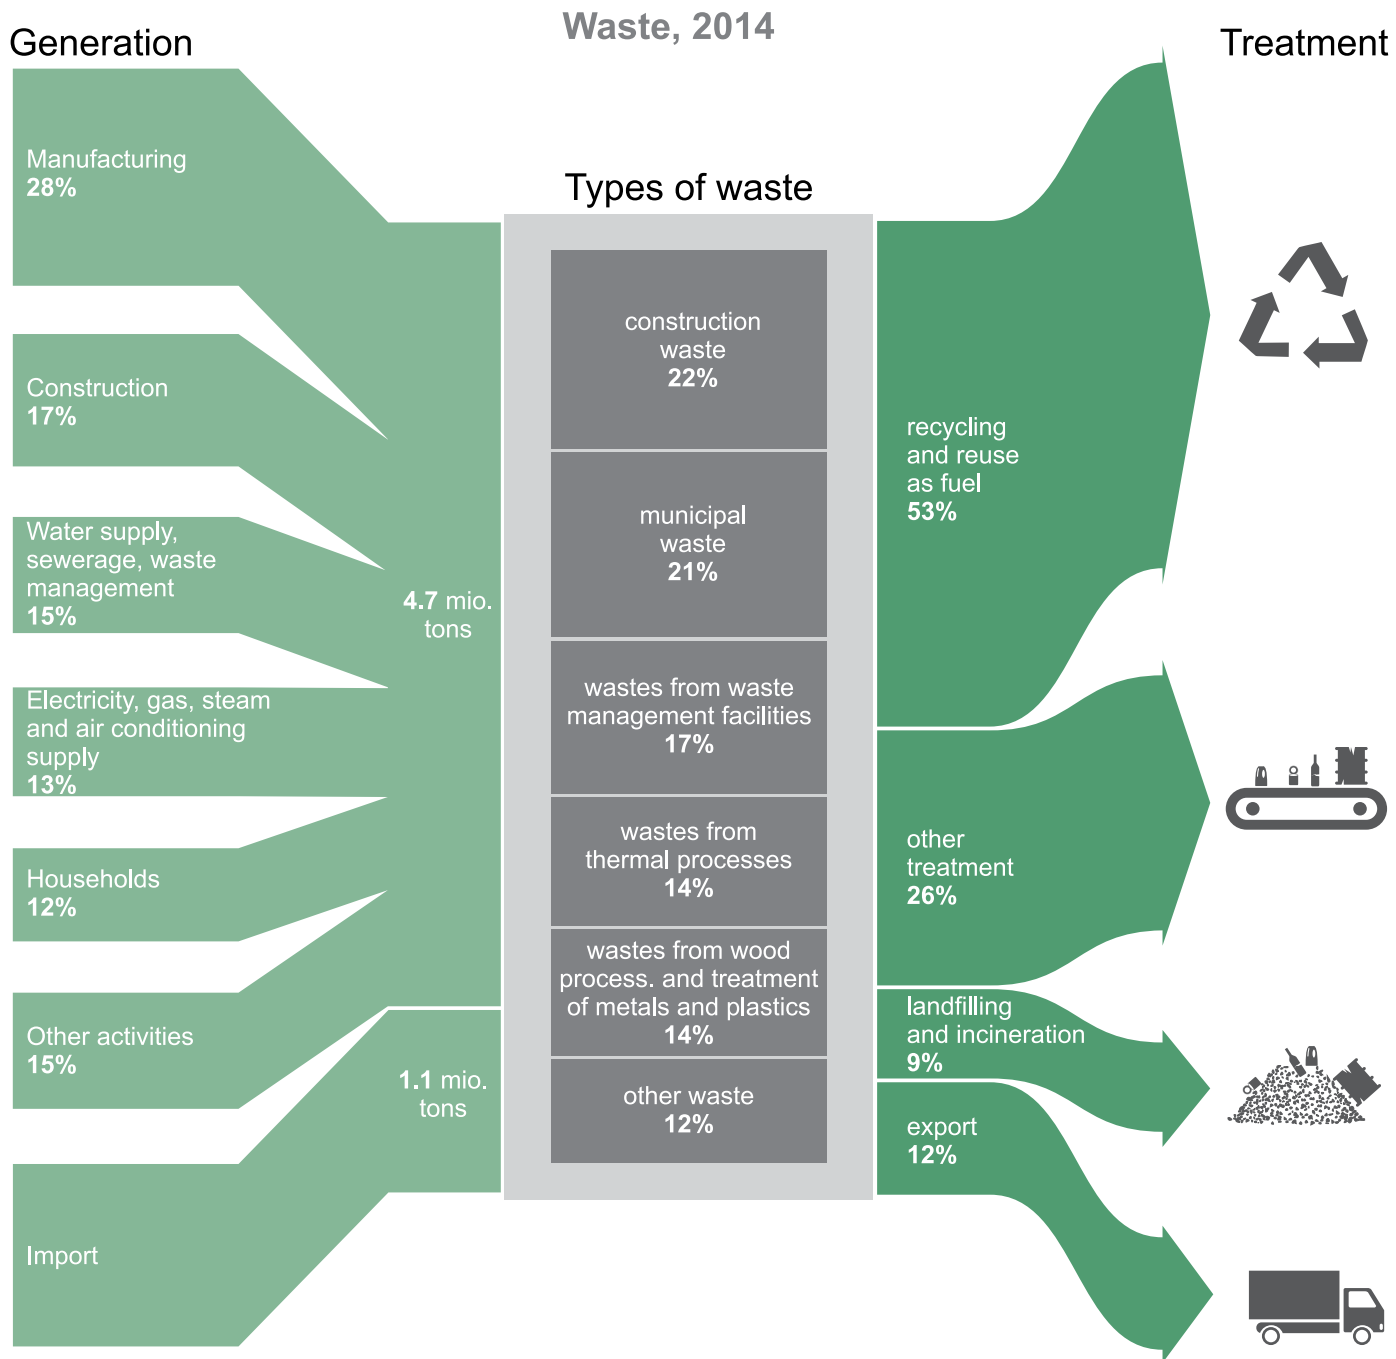 Waste, 2014
Generation
Treatment
Types of waste
Manufacturing
28%
Construction
17%
Water supply,
sewerage, waste
management
15%
Electricity, gas, steam
and air conditioning
supply
13%
Households
12%
Other activities
15%
Import
4.7 mio.
tons
1.1 mio.
tons
construction
waste
22%
municipal
waste
21%
wastes from waste
management facilities
17%
wastes from
thermal processes
14%
wastes from wood
process. and treatment
of metals and plastics
14%
other waste
12%
recycling
and reuse
as fuel
53%
other
treatment
26%
landfilling
and incineration
9%
export
12%